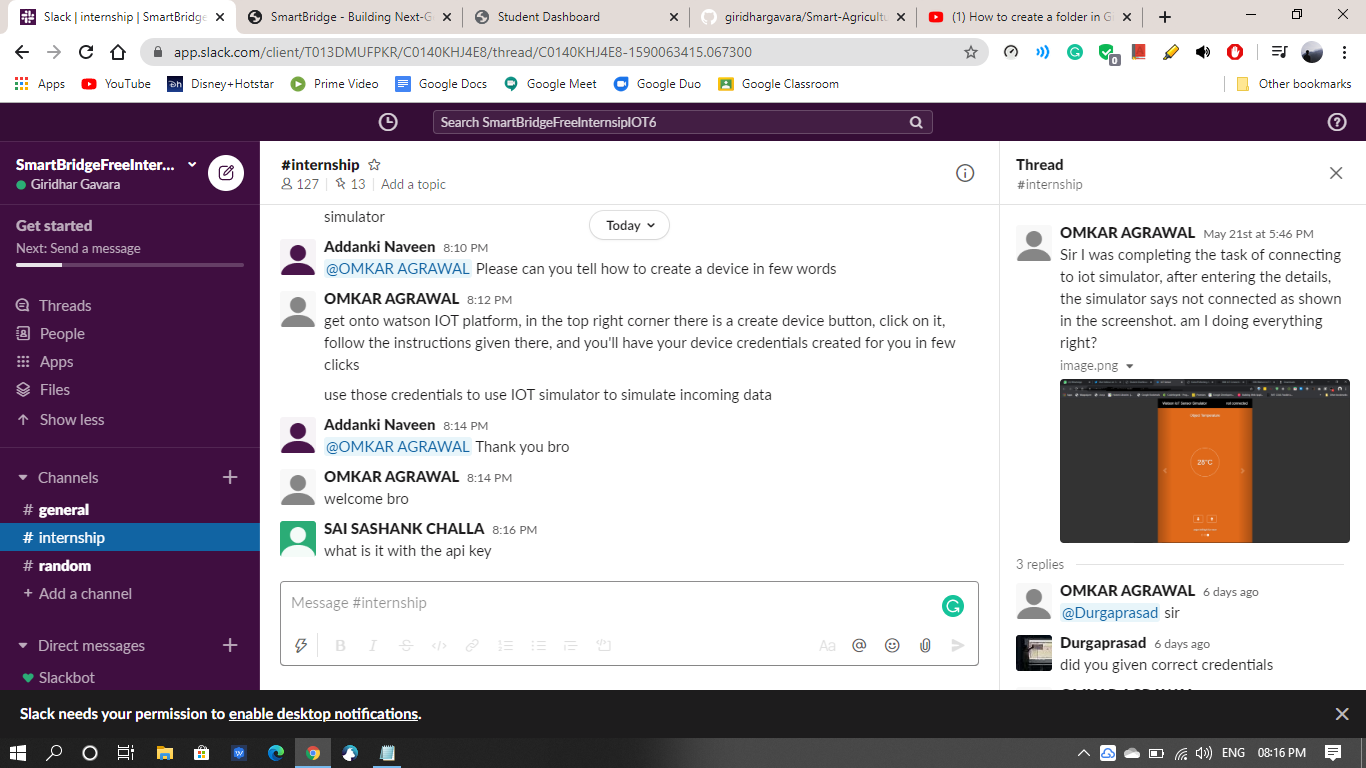 Slack | internship | SmartBridge
SmartBridge - Building Next-G
Student Dashboard
giridhargavara/Smart-Agricultu
(1) How to create a folder in G
app.slack.com/client/T013DMUFPKR/C0140KHJ4E8/thread/C0140KHJ4E8-1590063415.067300
0
Apps
YouTube
Disney+Hotstar
Prime Video
Google Docs
Google Meet
Google Duo
Google Classroom
Other bookmarks
Search SmartBridgeFreeInternsipIOT6
SmartBridgeFreeInter...
Giridhar Gavara
Get started
Next: Send a message
Threads
People
Apps
Files
Show less
Channels
# general
# internship
# random
+ Add a channel
Direct messages
Slackbot
#internship
127 | 13 | Add a topic
simulator
Today
Addanki Naveen 8:10 PM
@OMKAR AGRAWAL Please can you tell how to create a device in few words
OMKAR AGRAWAL 8:12 PM
get onto watson IOT platform, in the top right corner there is a create device button, click on it,
follow the instructions given there, and you'll have your device credentials created for you in few
clicks
use those credentials to use IOT simulator to simulate incoming data
Addanki Naveen 8:14 PM
@OMKAR AGRAWAL Thank you bro
OMKAR AGRAWAL 8:14 PM
welcome bro
SAI SASHANK CHALLA 8:16 PM
what is it with the api key
Message #internship
B I S </> Aa @
Thread
#internship
OMKAR AGRAWAL May 21st at 5:46 PM
Sir I was completing the task of connecting
to iot simulator, after entering the details,
the simulator says not connected as shown
in the screenshot. am I doing everything
right?
image.png
Watson IoT Sensor Simulator not connected
Object Temperature
28°C
3 replies
OMKAR AGRAWAL 6 days ago
@Durgaprasad sir
Durgaprasad 6 days ago
did you given correct credentials
Slack needs your permission to enable desktop notifications.
ENG 08:16 PM